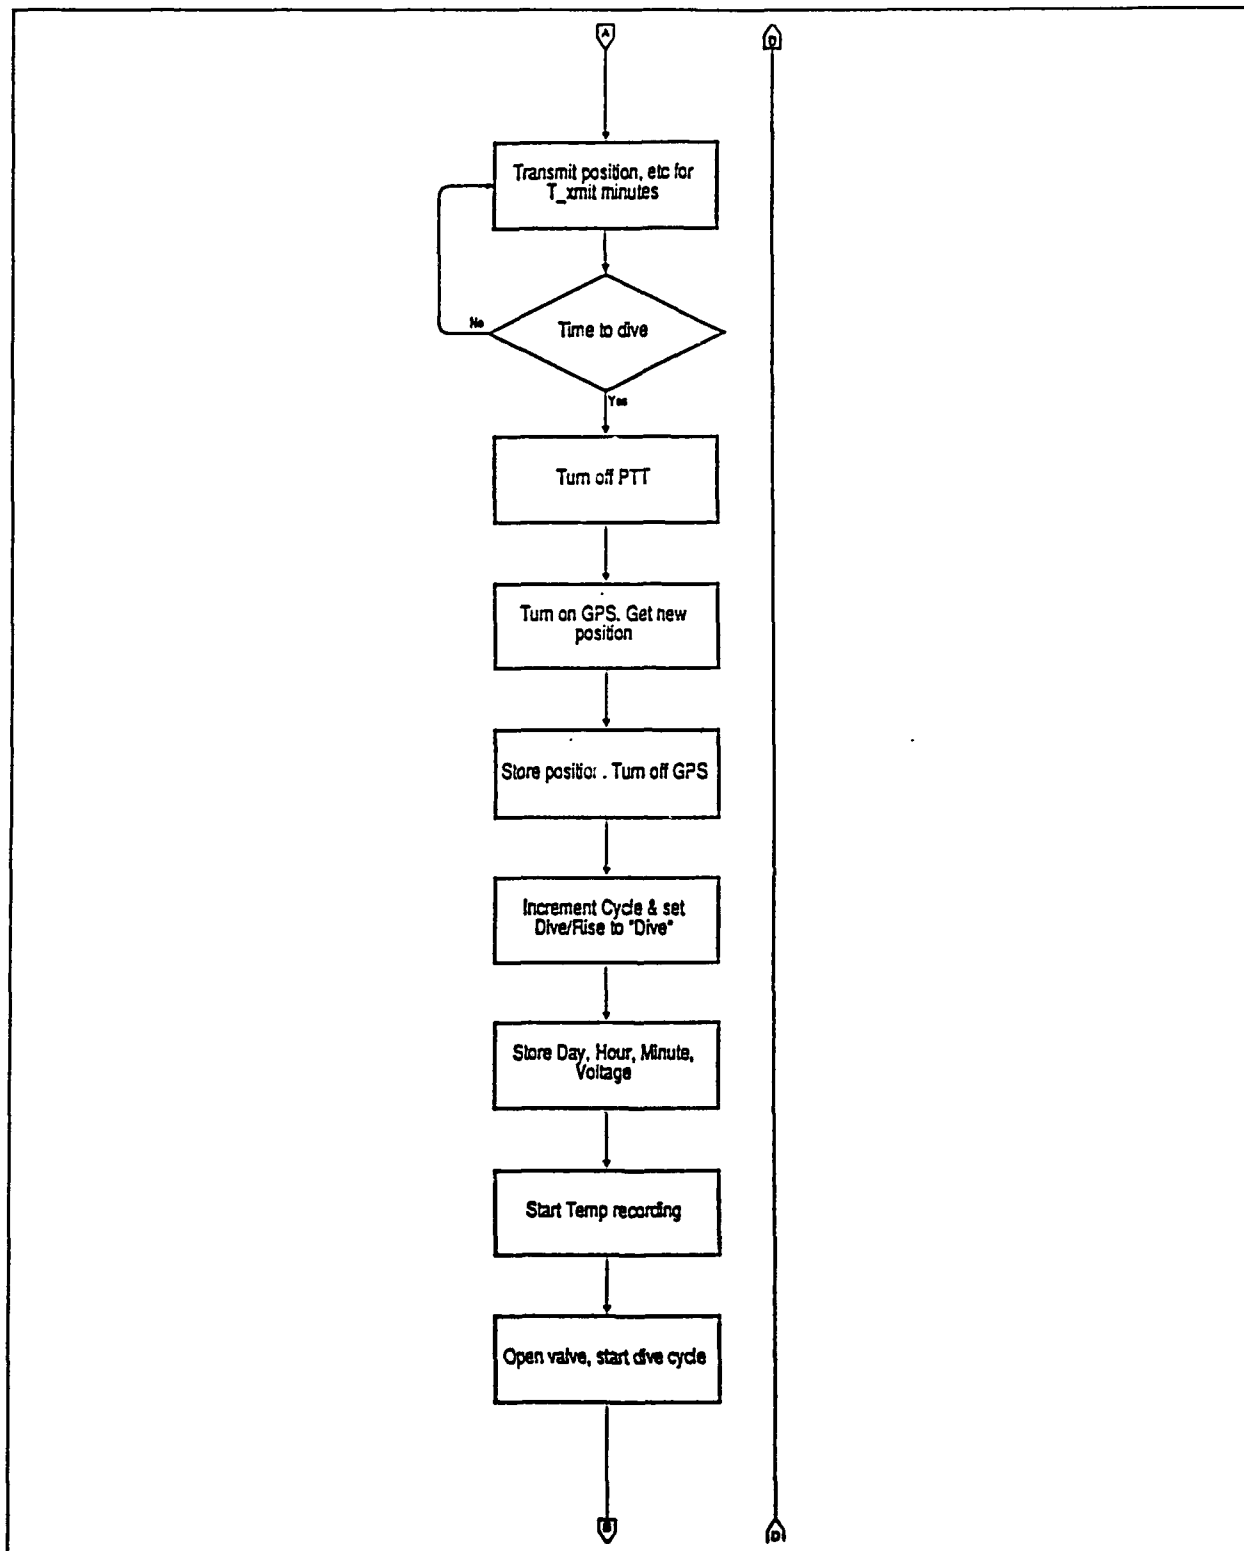 A
D
Transmit position, etc for
T_xmit minutes
No
Time to dive
Yes
Turn off PTT
Turn on GPS. Get new
position
Store position. Turn off GPS
Increment Cycle & set
Dive/Rise to "Dive"
Store Day, Hour, Minute,
Voltage
Start Temp recording
Open valve, start dive cycle
B
D